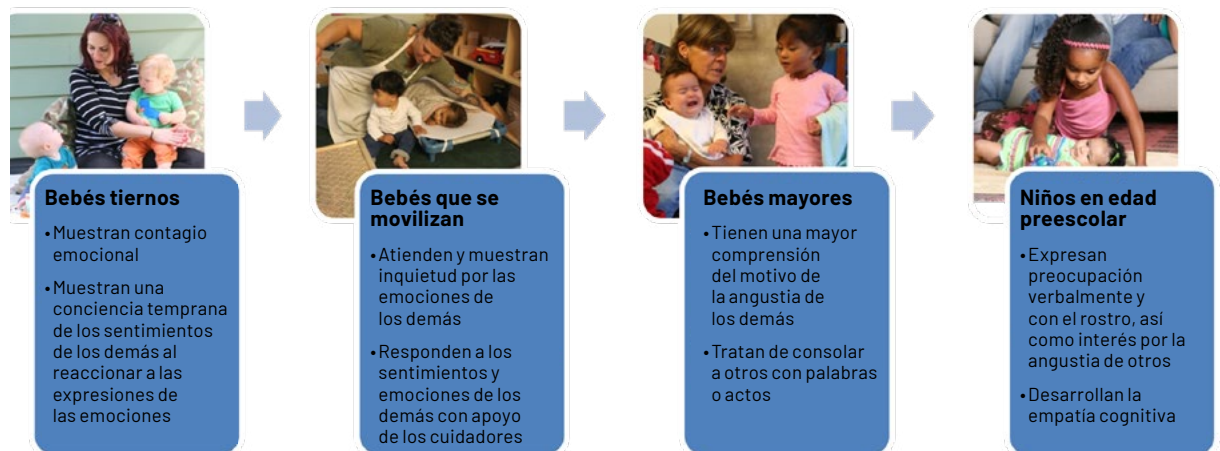 Bebés tiernos
• Muestran contagio
emocional
• Muestran una
conciencia temprana
de los sentimientos
de los demás al
reaccionar a las
expresiones de
las emociones
Bebés que se
movilizan
• Atienden y muestran
inquietud por las
emociones de
los demás
• Responden a los
sentimientos y
emociones de los
demás con apoyo
de los cuidadores
Bebés mayores
• Tienen una mayor
comprensión
del motivo de
la angustia de
los demás
• Tratan de consolar
a otros con palabras
o actos
Niños en edad
preescolar
• Expresan
preocupación
verbalmente y
con el rostro, así
como interés por la
angustia de otros
• Desarrollan la
empatía cognitiva